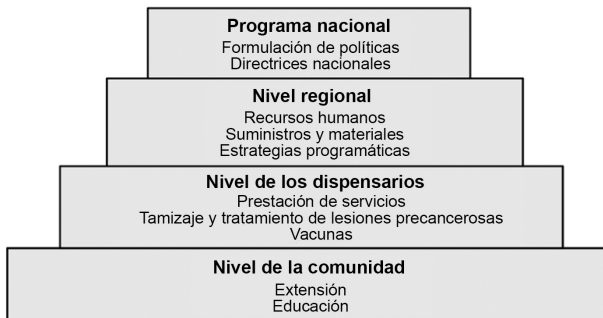 Programa nacional
Formulación de políticas
Directrices nacionales
Nivel regional
Recursos humanos
Suministros y materiales
Estrategias programáticas
Nivel de los dispensarios
Prestación de servicios
Tamizaje y tratamiento de lesiones precancerosas
Vacunas
Nivel de la comunidad
Extensión
Educación